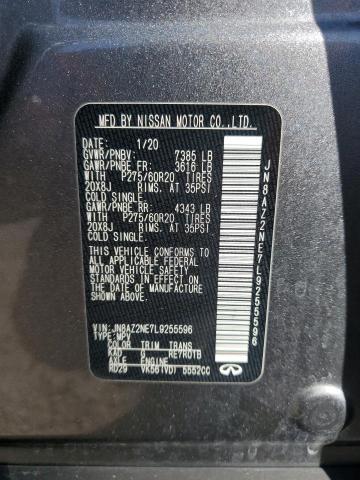 MFD BY NISSAN MOTOR CO.,LTD.
DATE: 1/20
GVWR/PNBV: 7385 LB
GAWR/PNBE FR: 3616 LB
WITH P275/60R20 TIRES
20X8J RIMS. AT 35PSI
COLD SINGLE
GAWR/PNBE RR: 4343 LB
WITH P275/60R20 TIRES
20X8J RIMS. AT 35PSI
COLD SINGLE
THIS VEHICLE CONFORMS TO
ALL APPLICABLE FEDERAL
MOTOR VEHICLE SAFETY
STANDARDS IN EFFECT ON
THE DATE OF MANUFACTURE
SHOWN ABOVE.
VIN: JN8AZ2NE7L9255596
TYPE: MPV
COLOR TRIM TRANS
KAD G RE7R01B
AXLE ENGINE
RD29 VK56(VD) 5552CC
JN8AZ2NE7L9255596